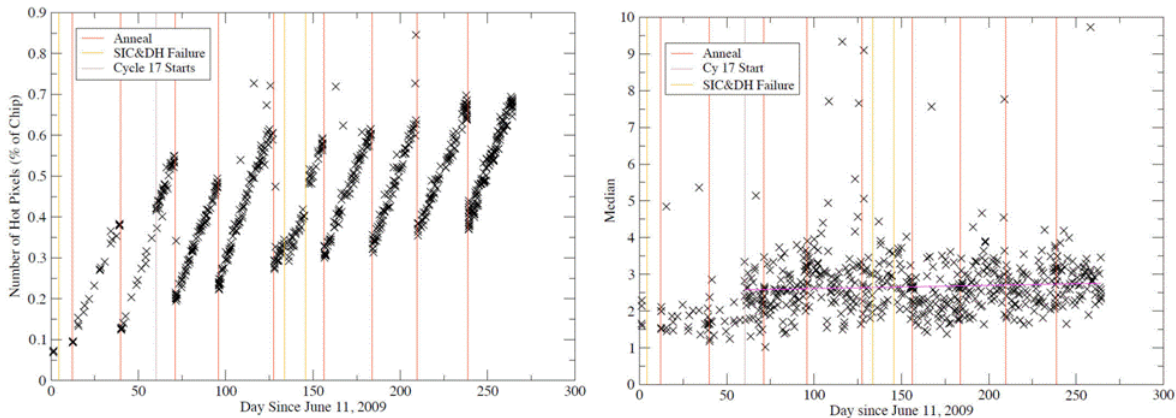 0.9
0.8
0.7
0.6
0.5
0.4
0.3
0.2
0.1
0
Number of Hot Pixels (% of Chip)
Anneal
SIC&DH Failure
Cycle 17 Starts
0 50 100 150 200 250 300
Day since June 11, 2009
10
9
8
7
6
5
4
3
2
1
0
Median
Anneal
Cy 17 Start
SIC&DH Failure
0 50 100 150 200 250 300
Day since June 11, 2009